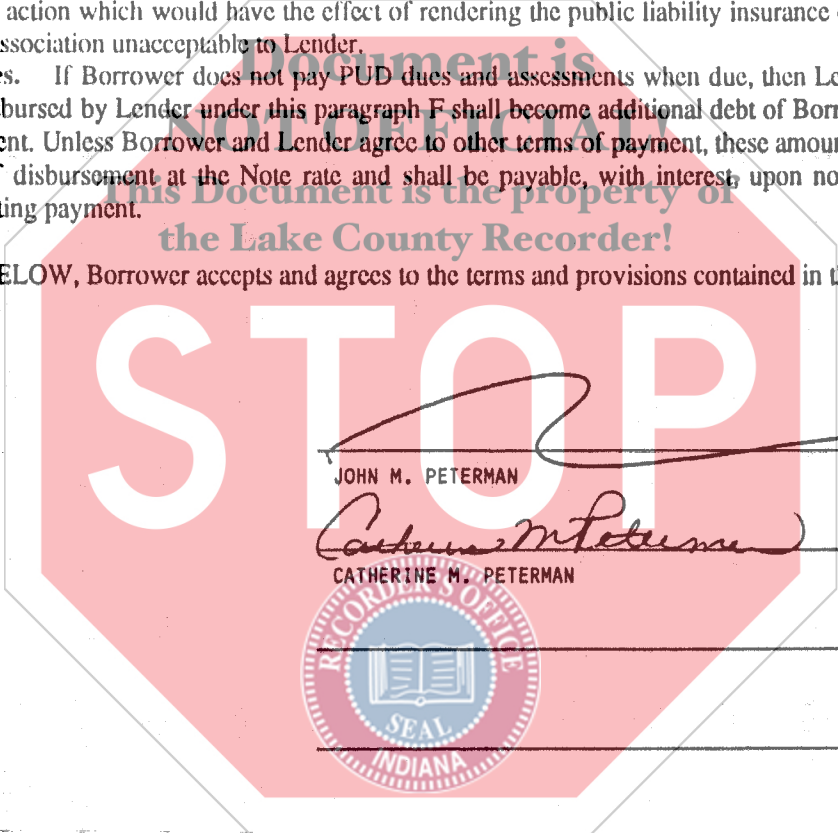 action which would have the effect of rendering the public liability insurance
ssociation unacceptable to Lender.
Document is
s. If Borrower does not pay PUD dues and assessments when due, then Le
bursed by Lender under this paragraph F shall become additional debt of Borr
NOT OFFICIAL!
ent. Unless Borrower and Lender agree to other terms of payment, these amoun
disbursement at the Note rate and shall be payable, with interest, upon no
This Document is the property of
ting payment.
the Lake County Recorder!
ELOW, Borrower accepts and agrees to the terms and provisions contained in t
STOP
JOHN M. PETERMAN
Catherine M Peterman
CATHERINE M. PETERMAN
RECORDER'S OFFICE
SEAL
INDIANA